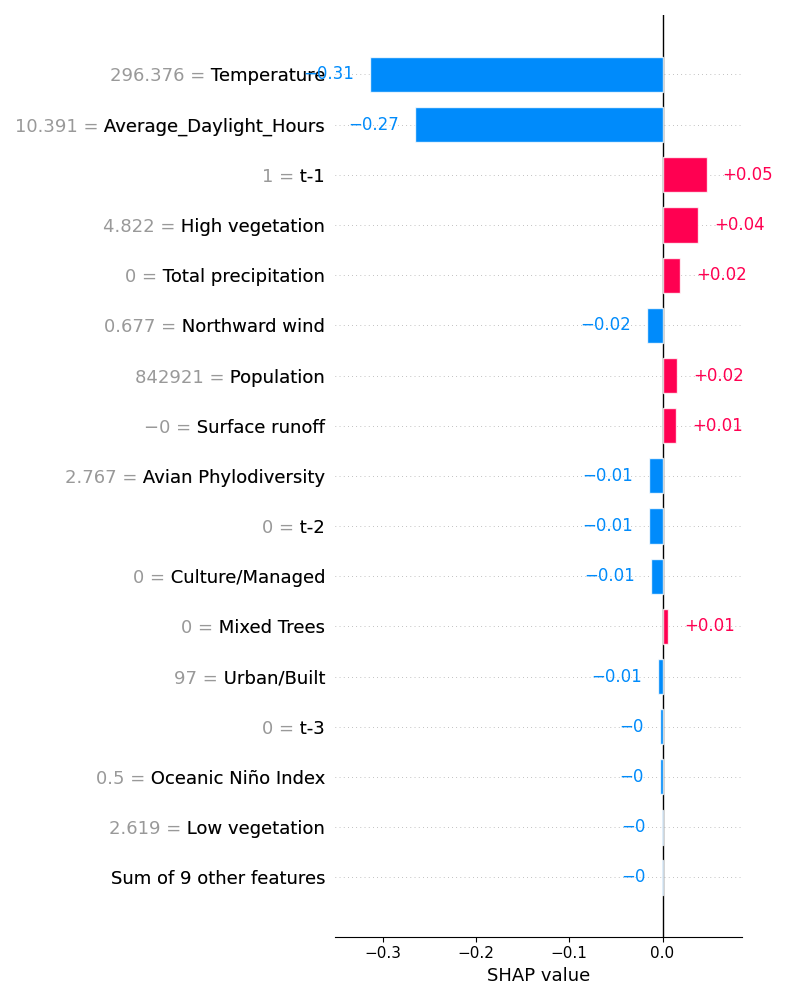 296.376 = Temperature −0.31
10.391 = Average_Daylight_Hours −0.27
1 = t-1 +0.05
4.822 = High vegetation +0.04
0 = Total precipitation +0.02
0.677 = Northward wind −0.02
842921 = Population +0.02
−0 = Surface runoff +0.01
2.767 = Avian Phylodiversity −0.01
0 = t-2 −0.01
0 = Culture/Managed −0.01
0 = Mixed Trees +0.01
97 = Urban/Built −0.01
0 = t-3 −0
0.5 = Oceanic Niño Index −0
2.619 = Low vegetation −0
Sum of 9 other features −0
−0.3 −0.2 −0.1 0.0
SHAP value